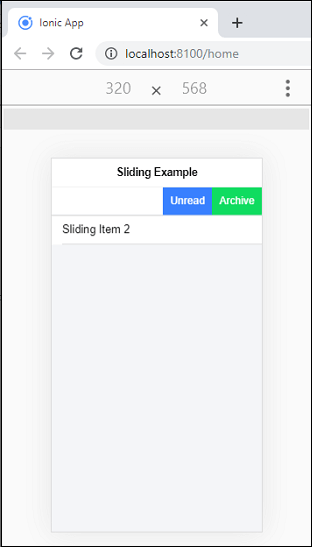 Ionic App
localhost:8100/home
320 × 568
Sliding Example
Unread Archive
Sliding Item 2